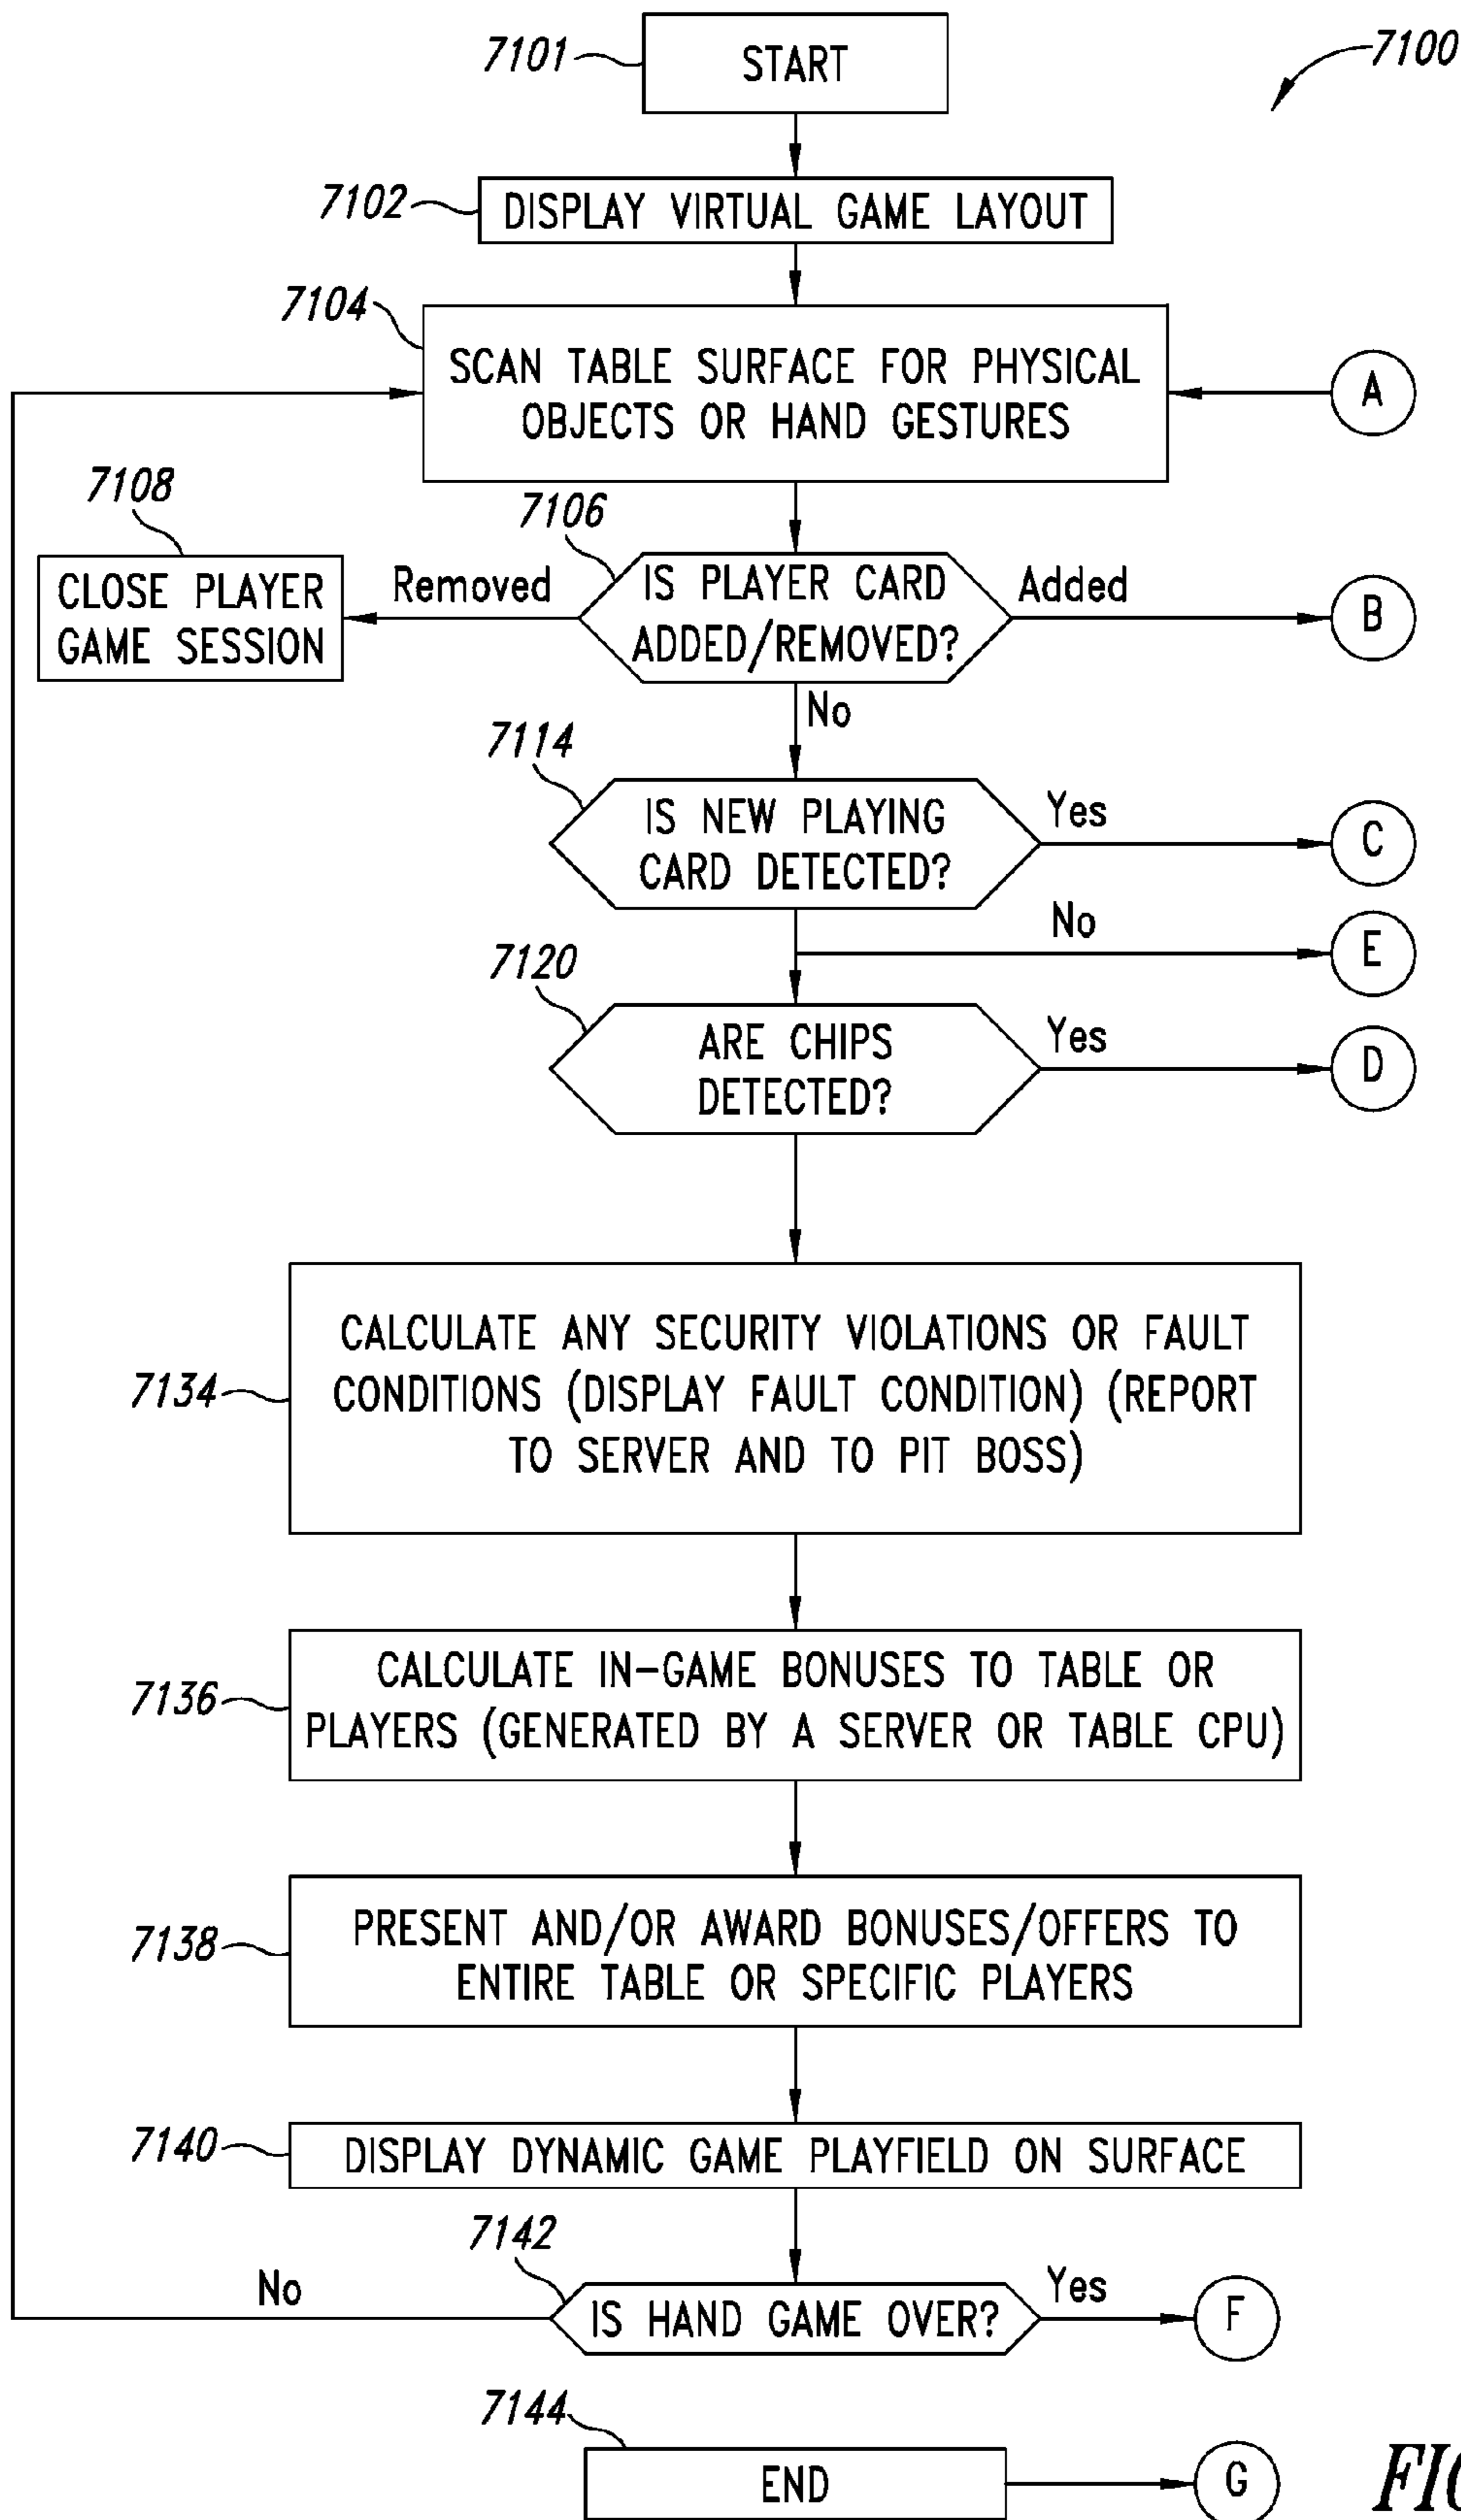 7101
START
7100
7102
DISPLAY VIRTUAL GAME LAYOUT
7104
SCAN TABLE SURFACE FOR PHYSICAL
OBJECTS OR HAND GESTURES
A
7108
7106
CLOSE PLAYER
GAME SESSION
Removed
IS PLAYER CARD
ADDED/REMOVED?
Added
B
No
7114
IS NEW PLAYING
CARD DETECTED?
Yes
C
No
E
7120
ARE CHIPS
DETECTED?
Yes
D
7134
CALCULATE ANY SECURITY VIOLATIONS OR FAULT
CONDITIONS (DISPLAY FAULT CONDITION) (REPORT
TO SERVER AND TO PIT BOSS)
7136
CALCULATE IN-GAME BONUSES TO TABLE OR
PLAYERS (GENERATED BY A SERVER OR TABLE CPU)
7138
PRESENT AND/OR AWARD BONUSES/OFFERS TO
ENTIRE TABLE OR SPECIFIC PLAYERS
7140
DISPLAY DYNAMIC GAME PLAYFIELD ON SURFACE
7142
No
IS HAND GAME OVER?
Yes
F
7144
END
G